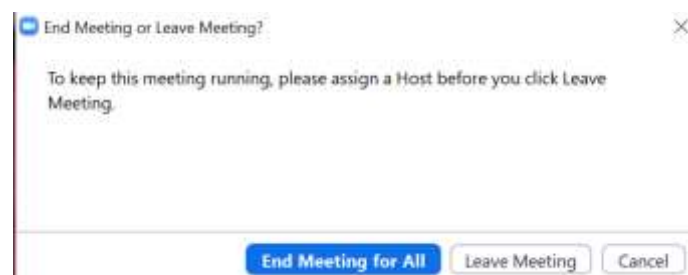 End Meeting or Leave Meeting?
To keep this meeting running, please assign a Host before you click Leave
Meeting.
End Meeting for All Leave Meeting Cancel